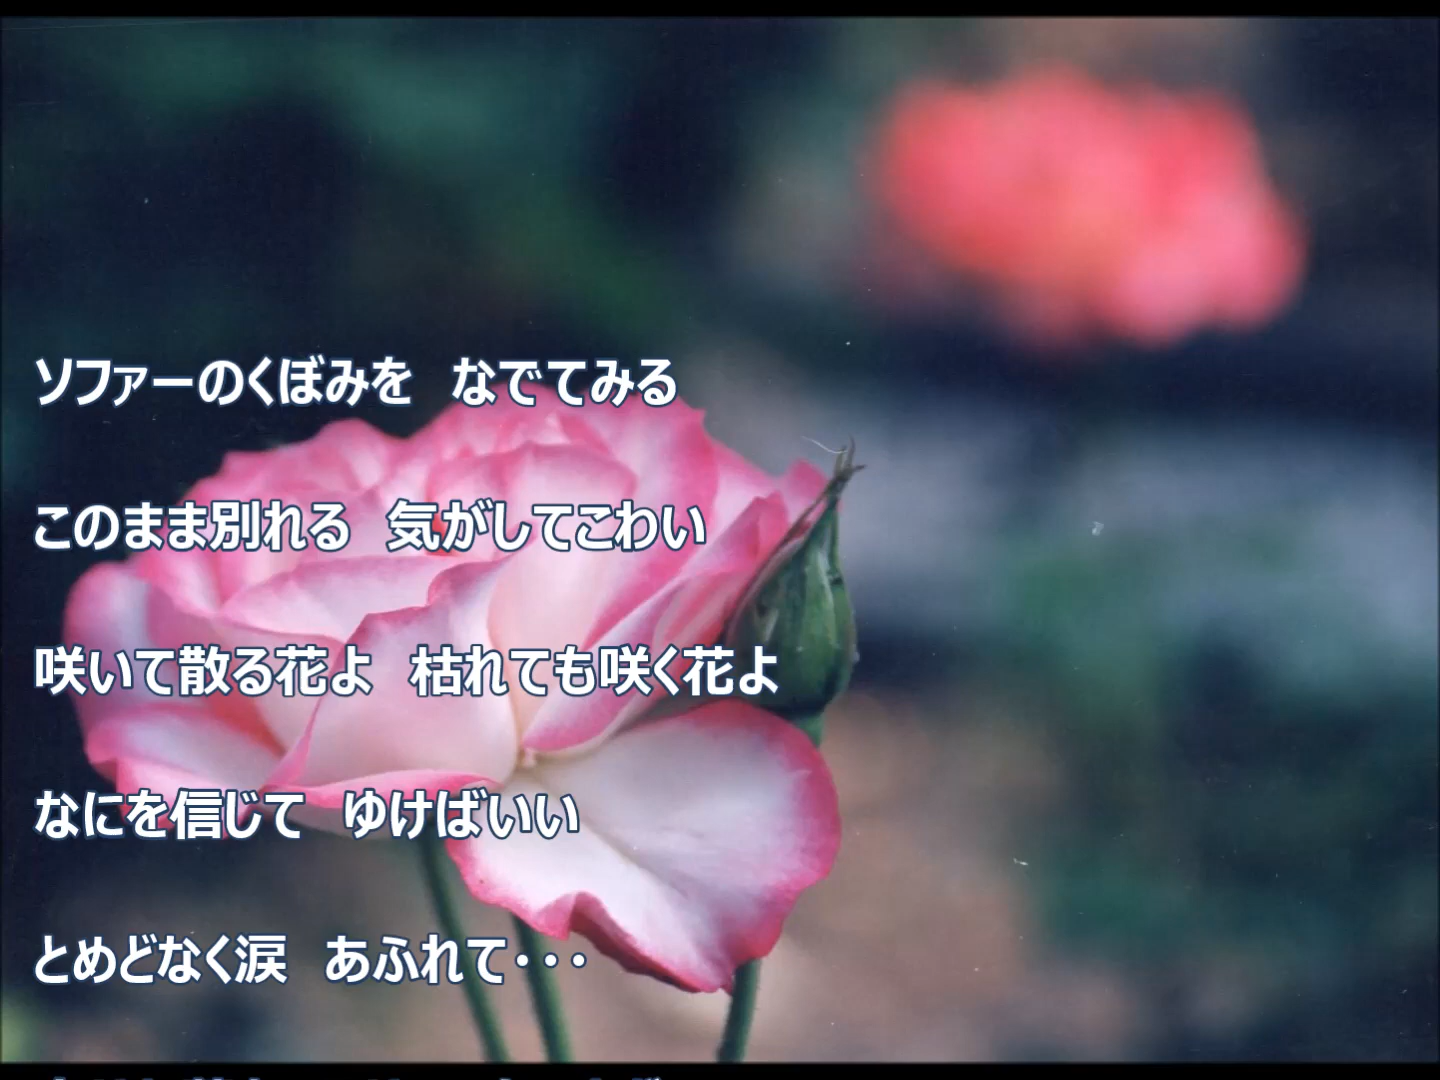 ソファーのくぼみを　なでてみる
このまま別れる　気がしてこわい
咲いて散る花よ　枯れても咲く花よ
なにを信じて　ゆけばいい
とめどなく涙　あふれて･･･